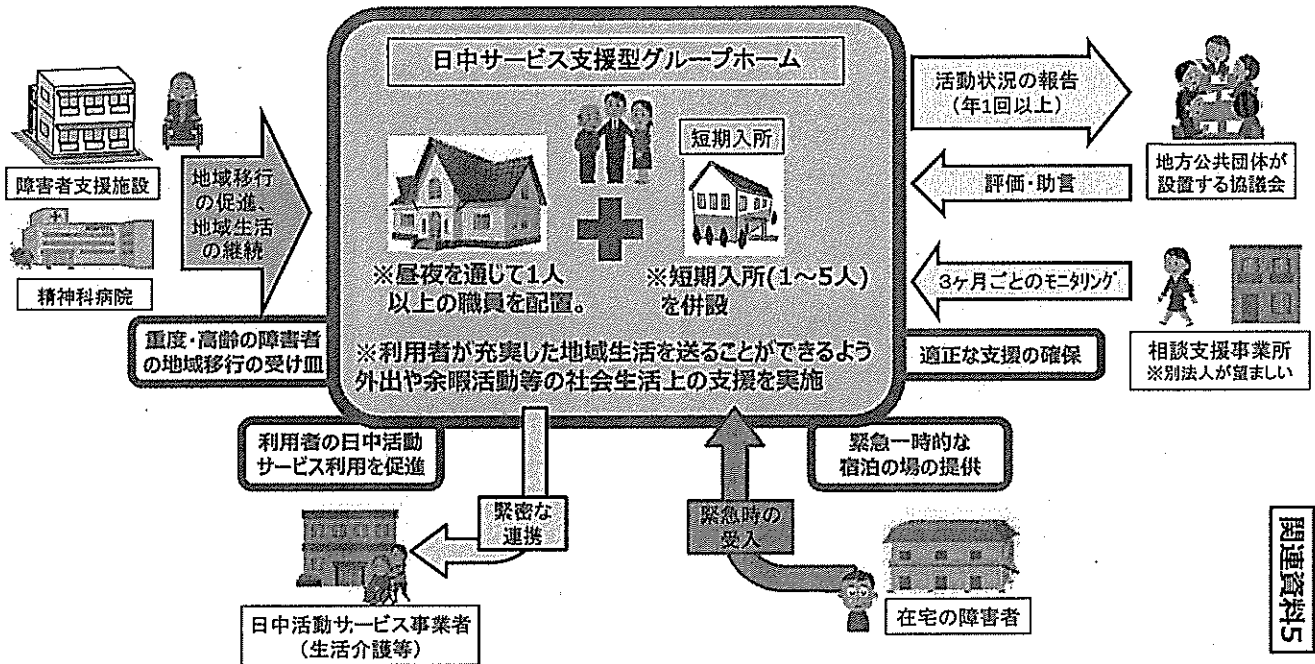 日中サービス支援型グループホーム
障害者支援施設
精神科病院
地域移行
の促進、
地域生活
の継続
短期入所
※昼夜を通じて1人
以上の職員を配置。
※短期入所(1～5人)
を併設
※利用者が充実した地域生活を送ることができるよう
外出や余暇活動等の社会生活上の支援を実施
重度・高齢の障害者
の地域移行の受け皿
活動状況の報告
(年1回以上)
評価・助言
地方公共団体が
設置する協議会
3ヶ月ごとのモニタリング
適正な支援の確保
相談支援事業所
※別法人が望ましい
利用者の日中活動
サービス利用を促進
緊急一時的な
宿泊の場の提供
緊密な
連携
緊急時の
受入
日中活動サービス事業者
(生活介護等)
在宅の障害者
関連資料5